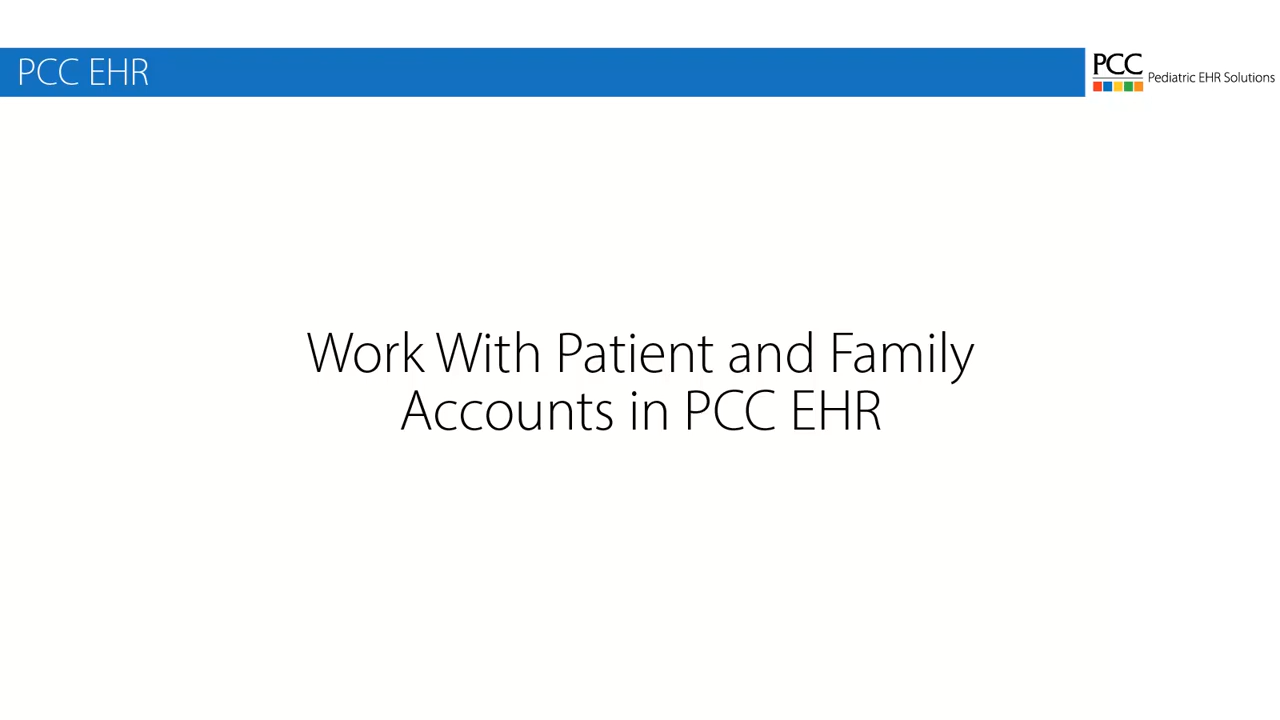 PCC EHR
PCC
Pediatric EHR Solutions
Work With Patient and Family
Accounts in PCC EHR